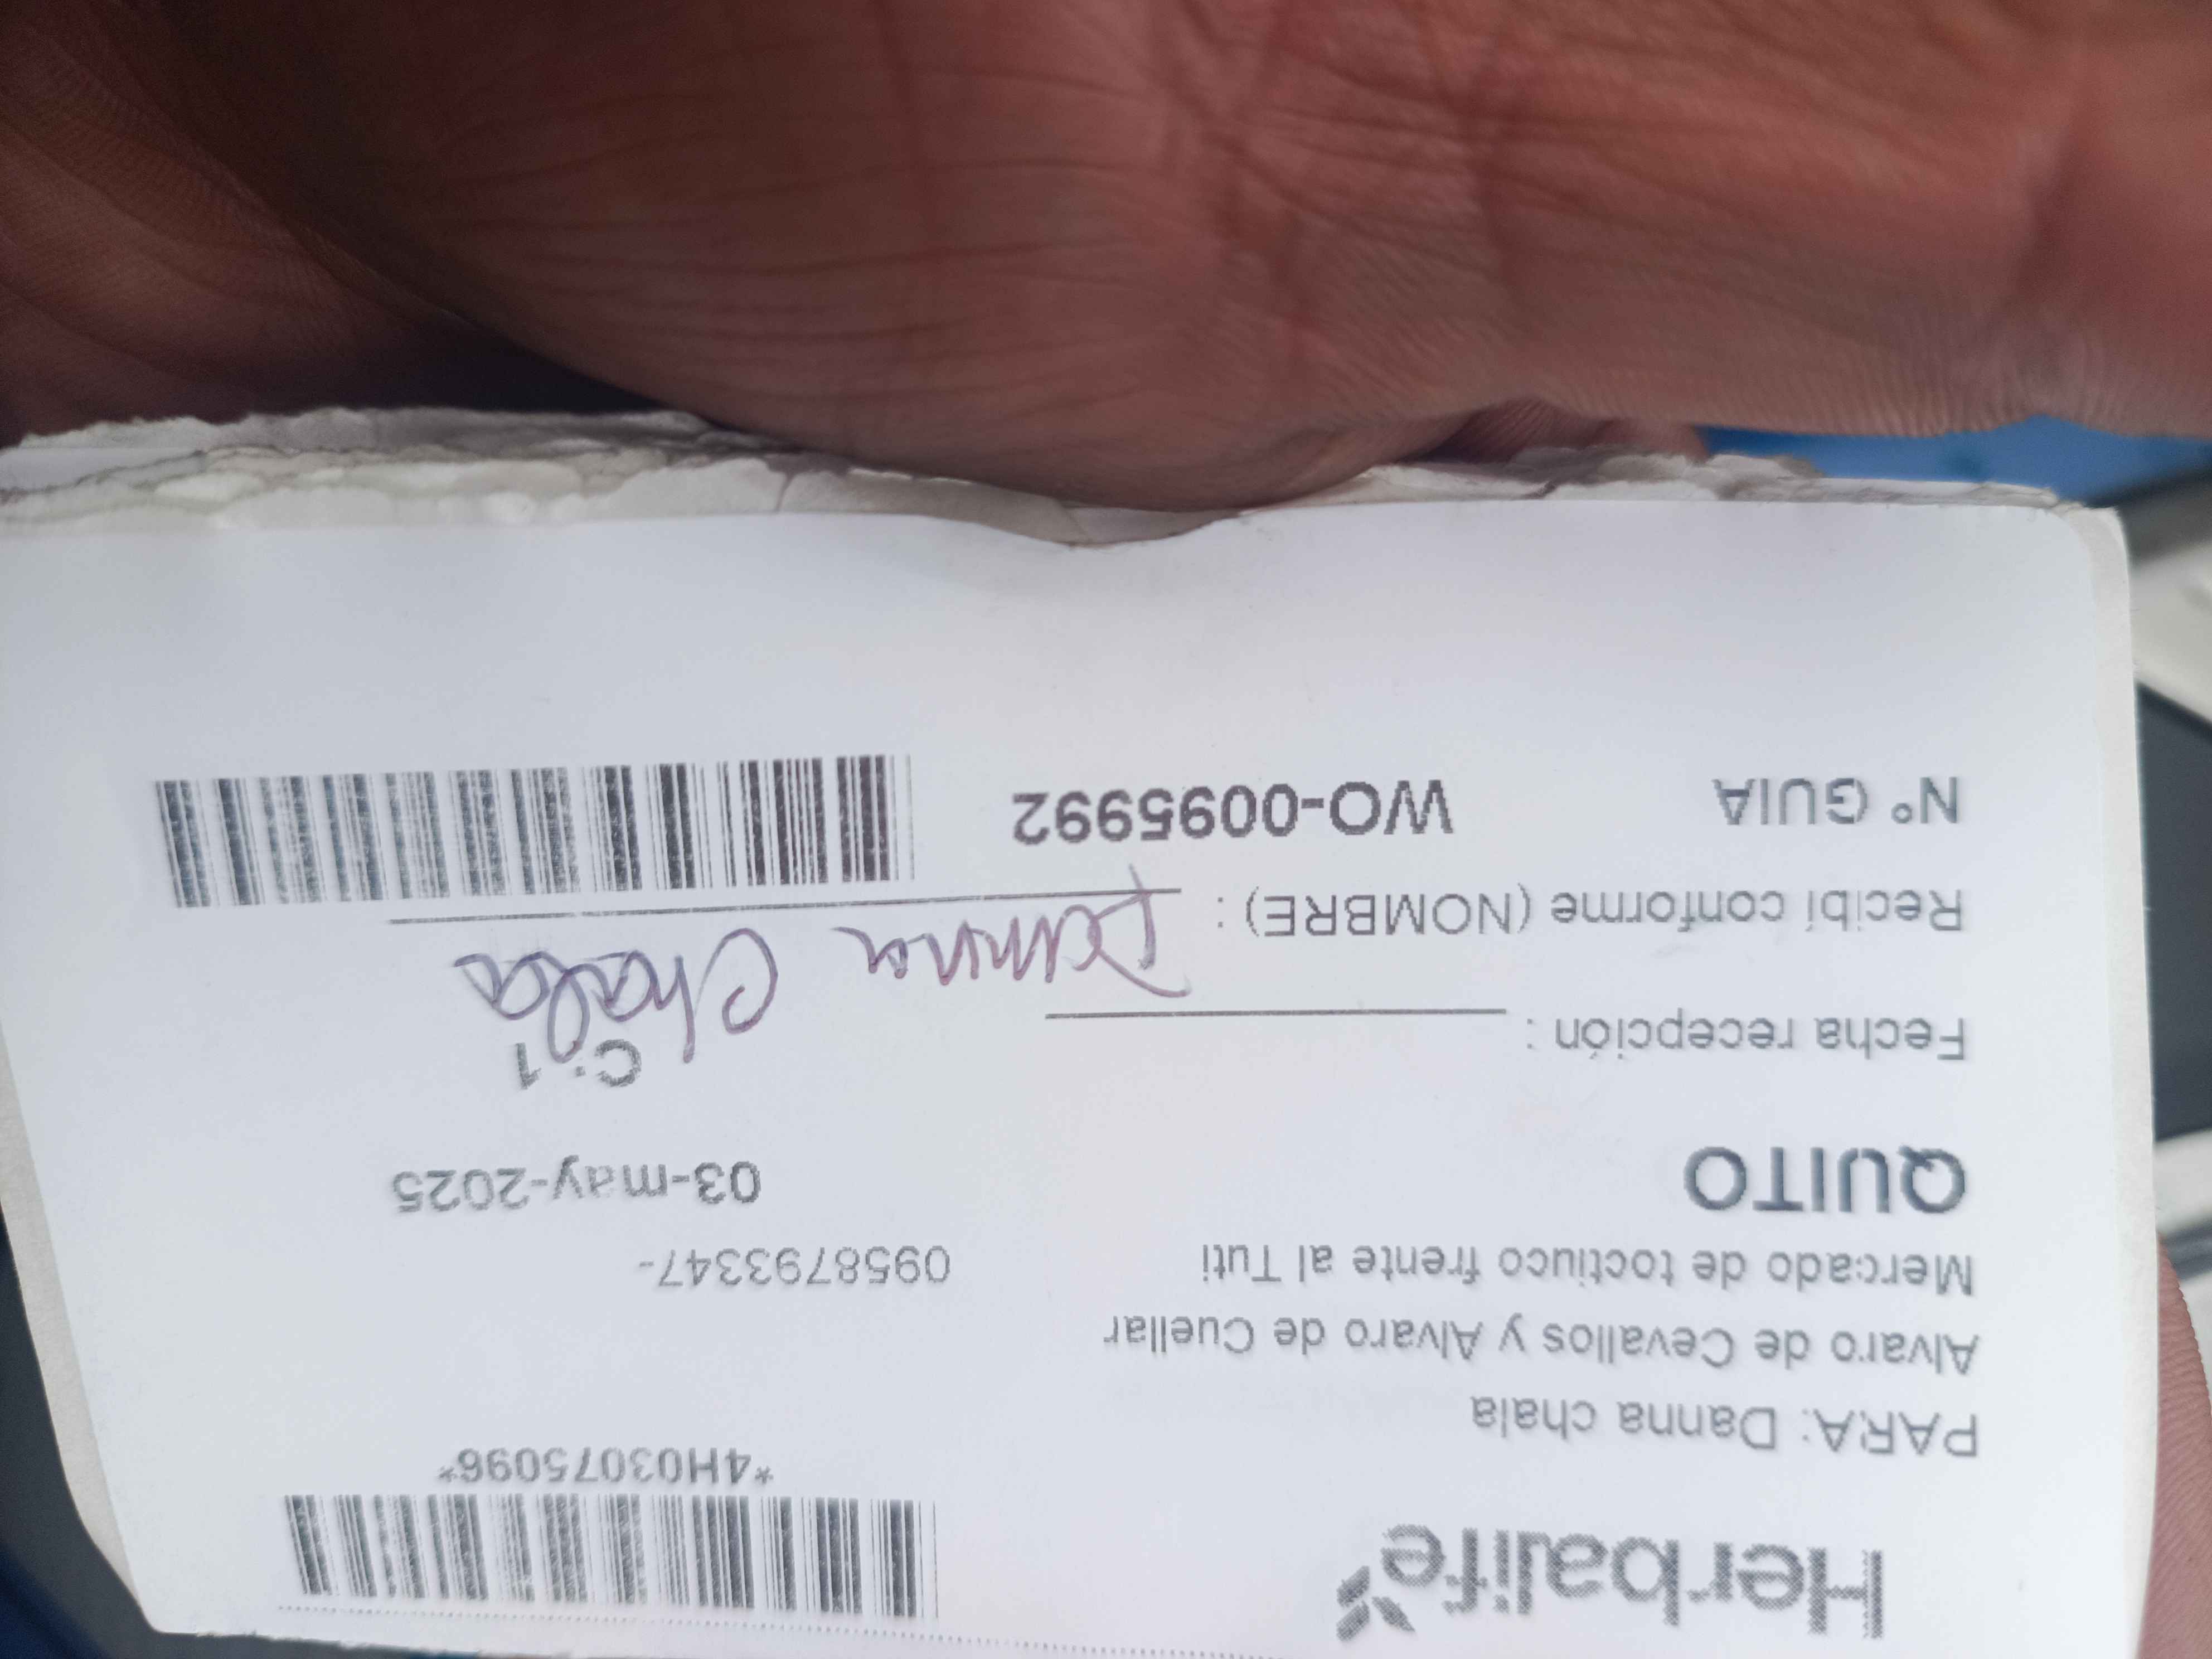 Herbalife
*4H03075096*
PARA: Danna chala
Alvaro de Cevallos y Alvaro de Cuellar
Mercado de toctiuco frente al Tuti
0958793347-
QUITO
03-may-2025
C: 1
Fecha recepción :
Recibí conforme (NOMBRE) : Danna Chala
N° GUIA WO-0095992